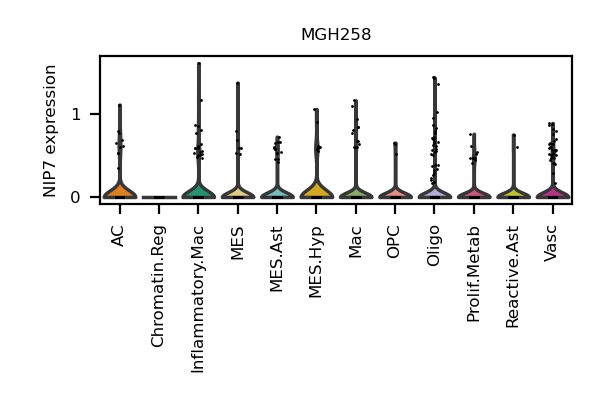 MGH258
NIP7 expression
1
0
AC
Chromatin.Reg
Inflammatory.Mac
MES
MES.Ast
MES.Hyp
Mac
OPC
Oligo
Prolif.Metab
Reactive.Ast
Vasc